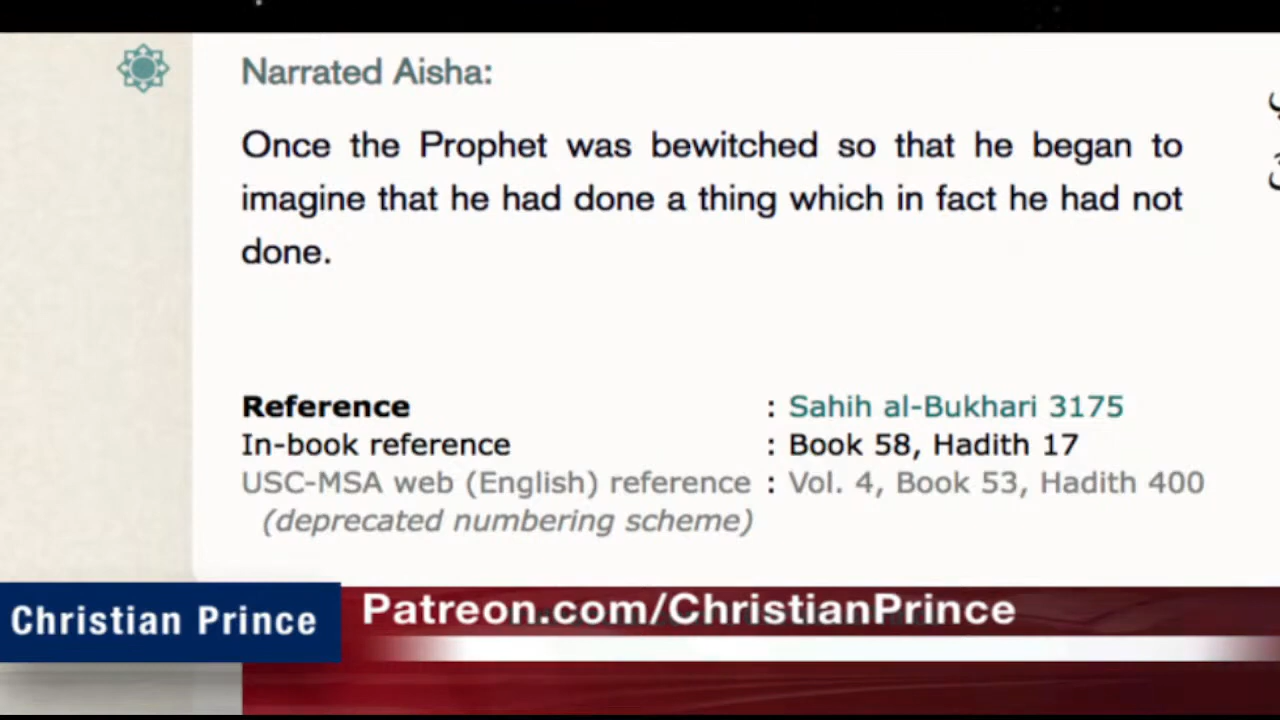 Narrated Aisha:
Once the Prophet was bewitched so that he began to
imagine that he had done a thing which in fact he had not
done.
Reference : Sahih al-Bukhari 3175
In-book reference : Book 58, Hadith 17
USC-MSA web (English) reference : Vol. 4, Book 53, Hadith 400
(deprecated numbering scheme)
Christian Prince
Patreon.com/ChristianPrince